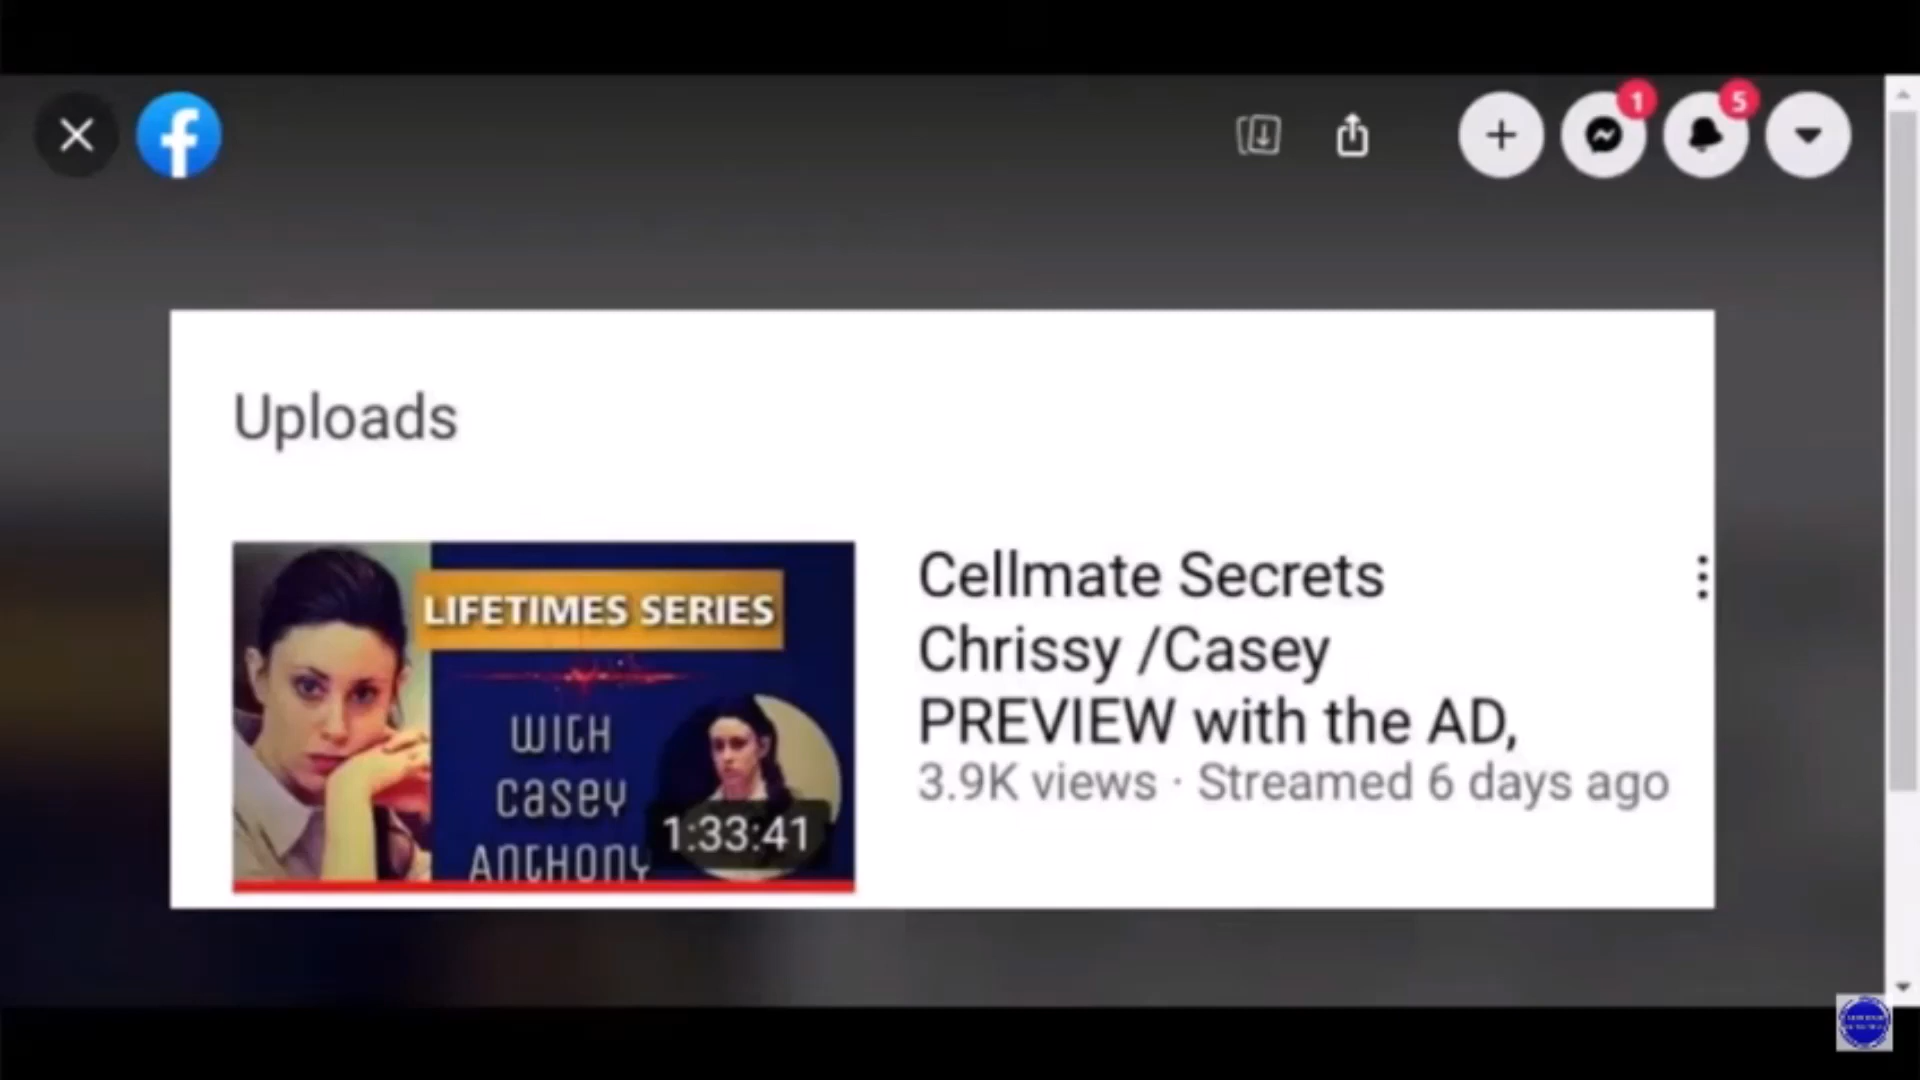 1
5
Uploads
LIFETIMES SERIES
WITH
CASEY
ANTHONY
1:33:41
Cellmate Secrets
Chrissy /Casey
PREVIEW with the AD,
3.9K views · Streamed 6 days ago